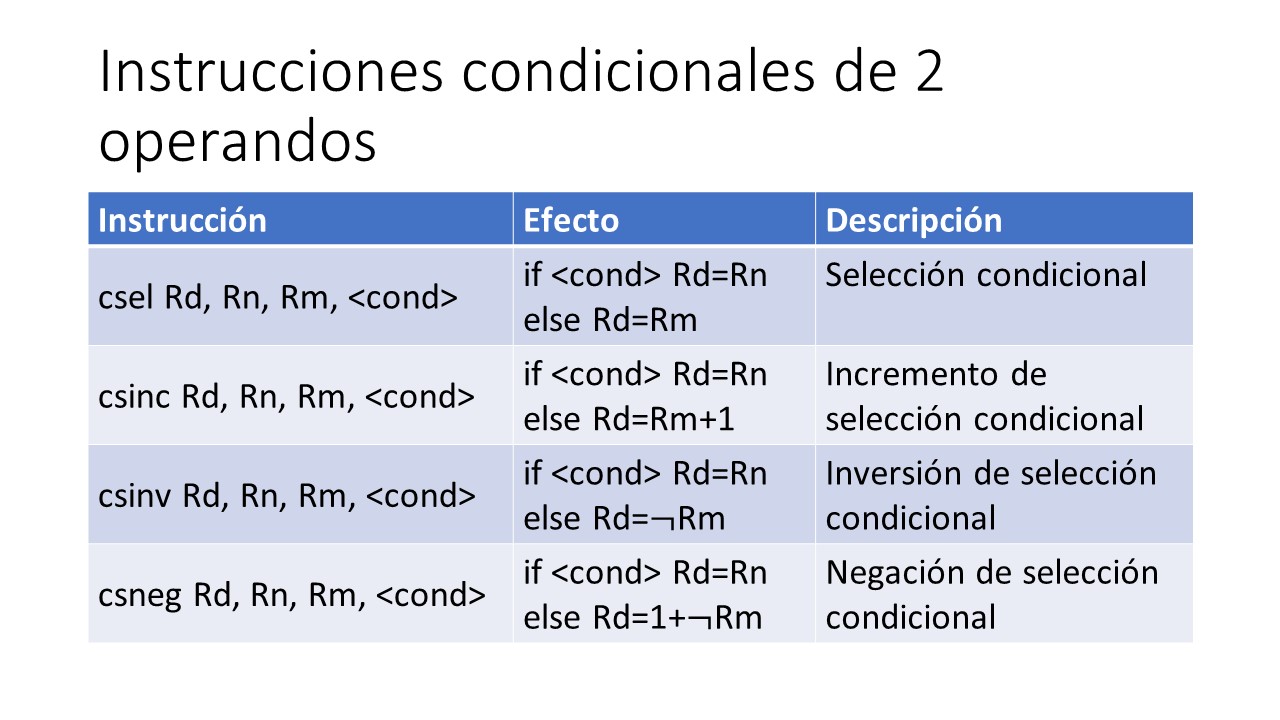 Instrucciones condicionales de 2
operandos
Instrucción Efecto Descripción
csel Rd, Rn, Rm, <cond>
if <cond> Rd=Rn
else Rd=Rm
Selección condicional
csinc Rd, Rn, Rm, <cond>
if <cond> Rd=Rn
else Rd=Rm+1
Incremento de
selección condicional
csinv Rd, Rn, Rm, <cond>
if <cond> Rd=Rn
else Rd=¬Rm
Inversión de selección
condicional
csneg Rd, Rn, Rm, <cond>
if <cond> Rd=Rn
else Rd=1+¬Rm
Negación de selección
condicional